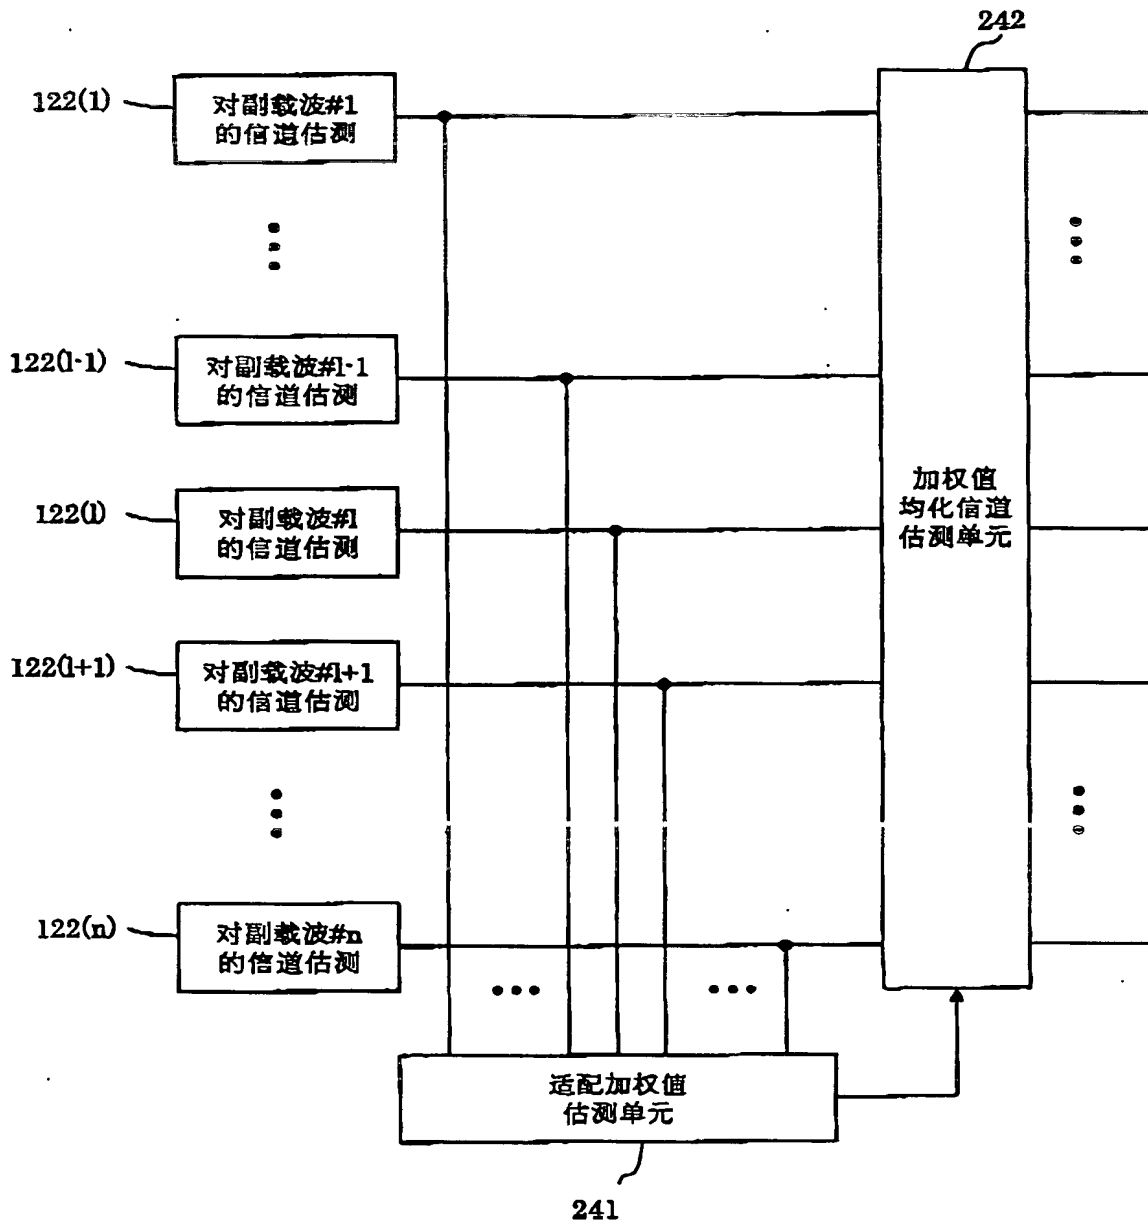 242
122(1)
对副载波#1
的信道估测
122(l-1)
对副载波#l-1
的信道估测
122(l)
对副载波#l
的信道估测
122(l+1)
对副载波#l+1
的信道估测
122(n)
对副载波#n
的信道估测
加权值
均化信道
估测单元
适配加权值
估测单元
241